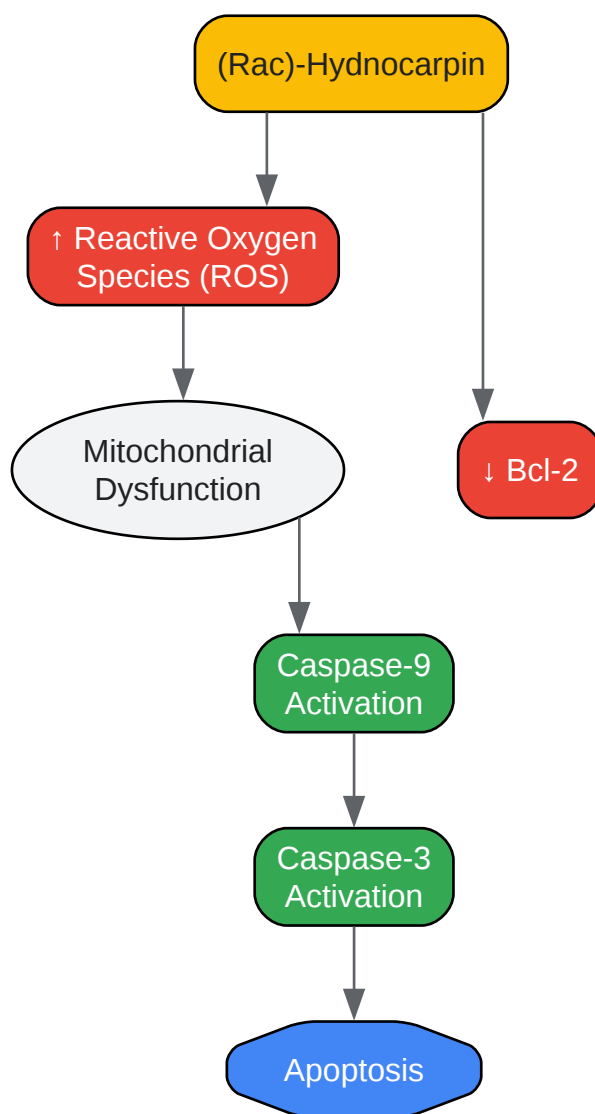 (Rac)-Hydnocarpin
↑ Reactive Oxygen
Species (ROS)
Mitochondrial
Dysfunction
↓ Bcl-2
Caspase-9
Activation
Caspase-3
Activation
Apoptosis